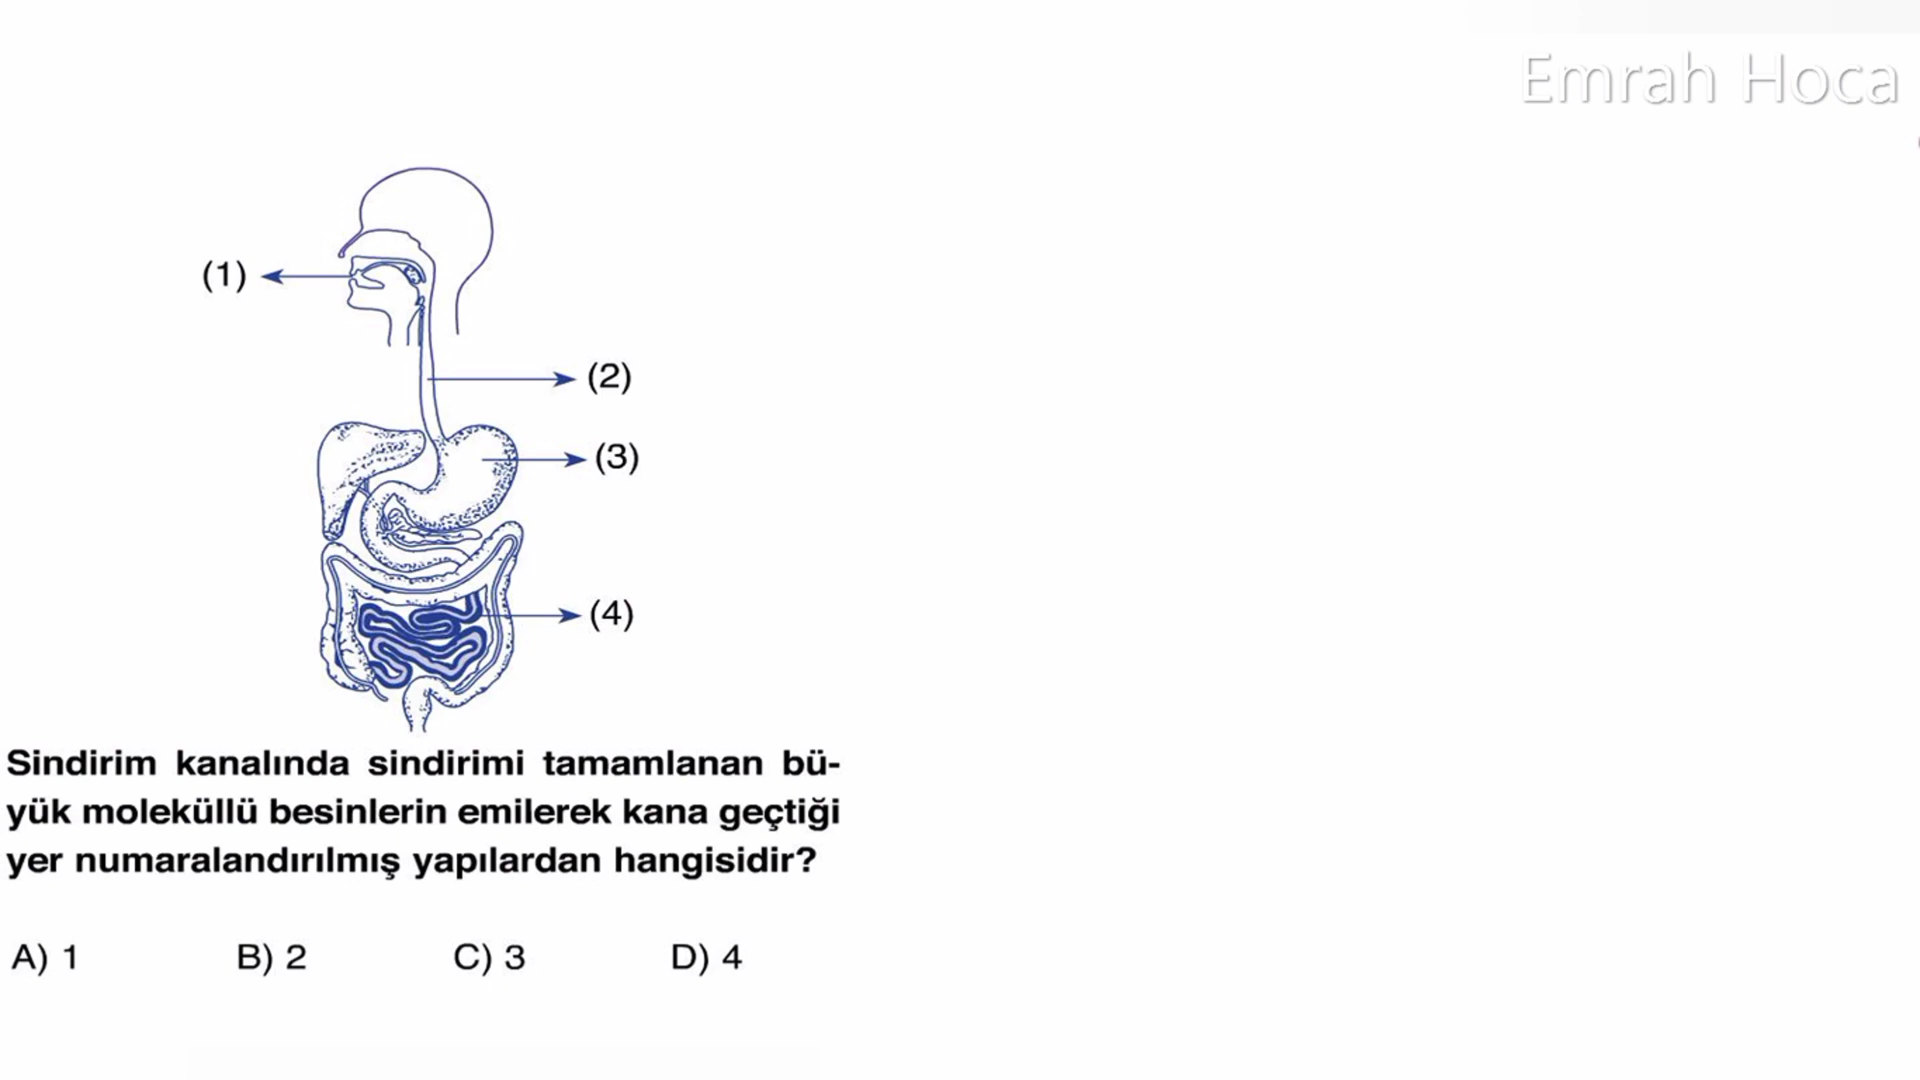 Emrah Hoca
(1)
(2)
(3)
(4)
Sindirim kanalında sindirimi tamamlanan bü-
yük moleküllü besinlerin emilerek kana geçtiği
yer numaralandırılmış yapılardan hangisidir?
A) 1 B) 2 C) 3 D) 4